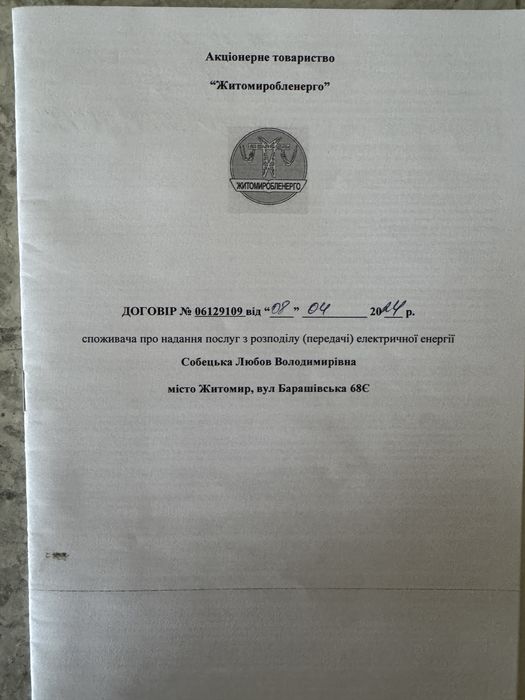 Акціонерне товариство
“Житомиробленерго”
ЖИТОМИРОБЛЕНЕРГО
ДОГОВІР № 06129109 від “08” 04 2024 р.
споживача про надання послуг з розподілу (передачі) електричної енергії
Собецька Любов Володимирівна
місто Житомир, вул Барашівська 68Є